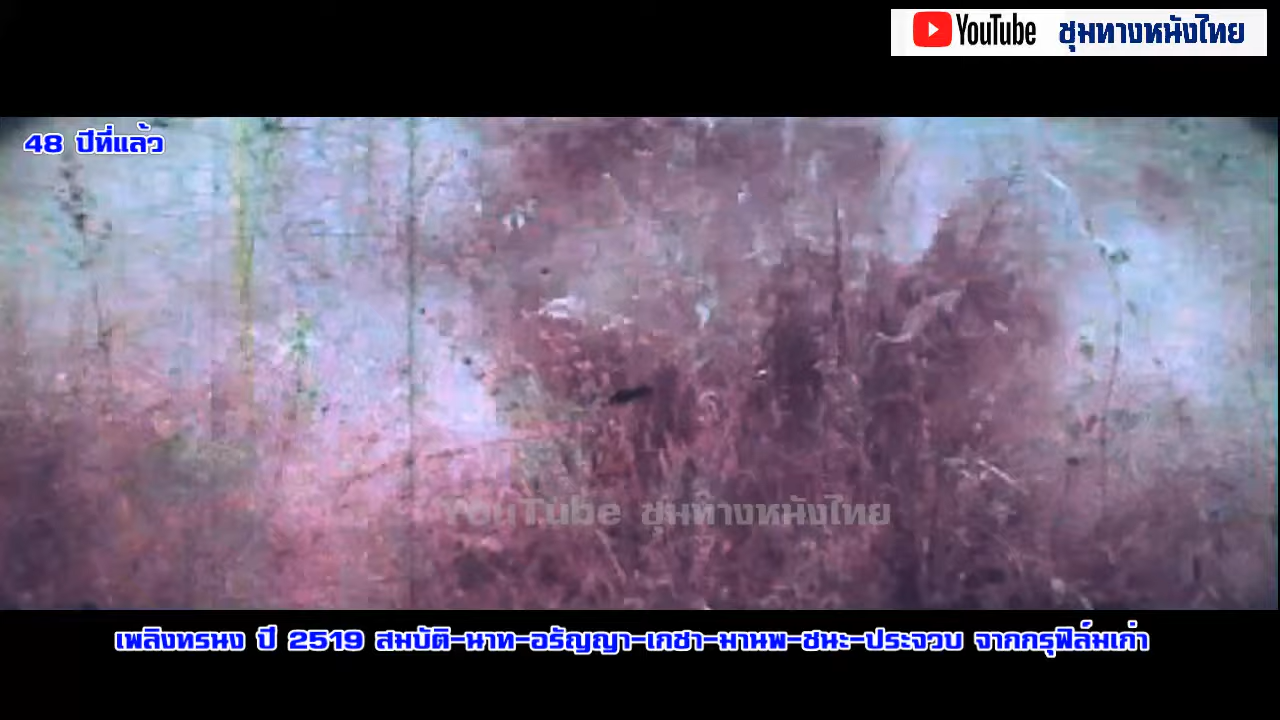 YouTube ชุมทางหนังไทย
48 ปีที่แล้ว
YouTube ชุมทางหนังไทย
เพลิงทรนง ปี 2519 สมบัติ-นาท-อรัญญา-เกชา-มานพ-ชนะ-ประจวบ จากกรุฟิล์มเก่า